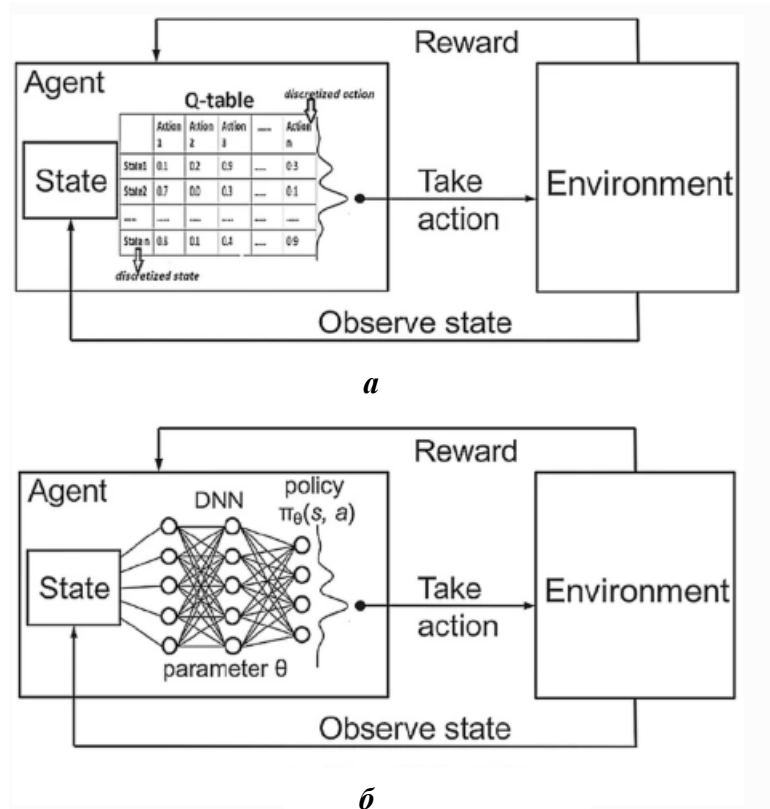 Reward
Agent
Q-table
discretized action
Action 1 Action 2 Action 3 ...... Action n
State1 0.1 0.2 0.9 ..... 0.3
State2 0.7 0.0 0.3 ..... 0.1
..... ..... ..... ..... ..... .....
State n 0.1 0.4 ..... 0.9
discretized state
State
Take
action
Environment
Observe state
а
Reward
Agent
DNN
policy
πθ(s, a)
State
parameter θ
Take
action
Environment
Observe state
б